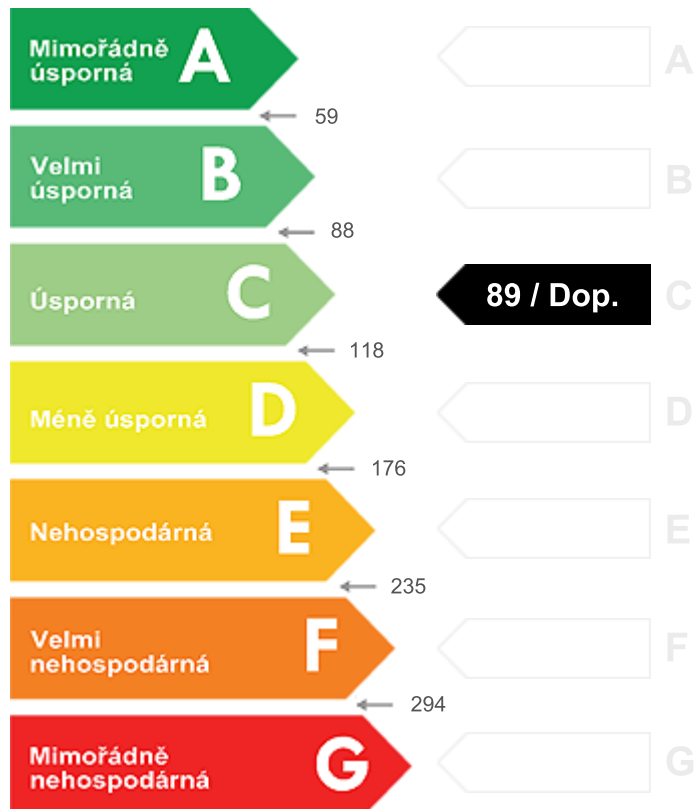 Mimořádně
úsporná
A
A
59
Velmi
úsporná
B
B
88
Úsporná
C
89 / Dop.
C
118
Méně úsporná
D
D
176
Nehospodárná
E
E
235
Velmi
nehospodárná
F
F
294
Mimořádně
nehospodárná
G
G